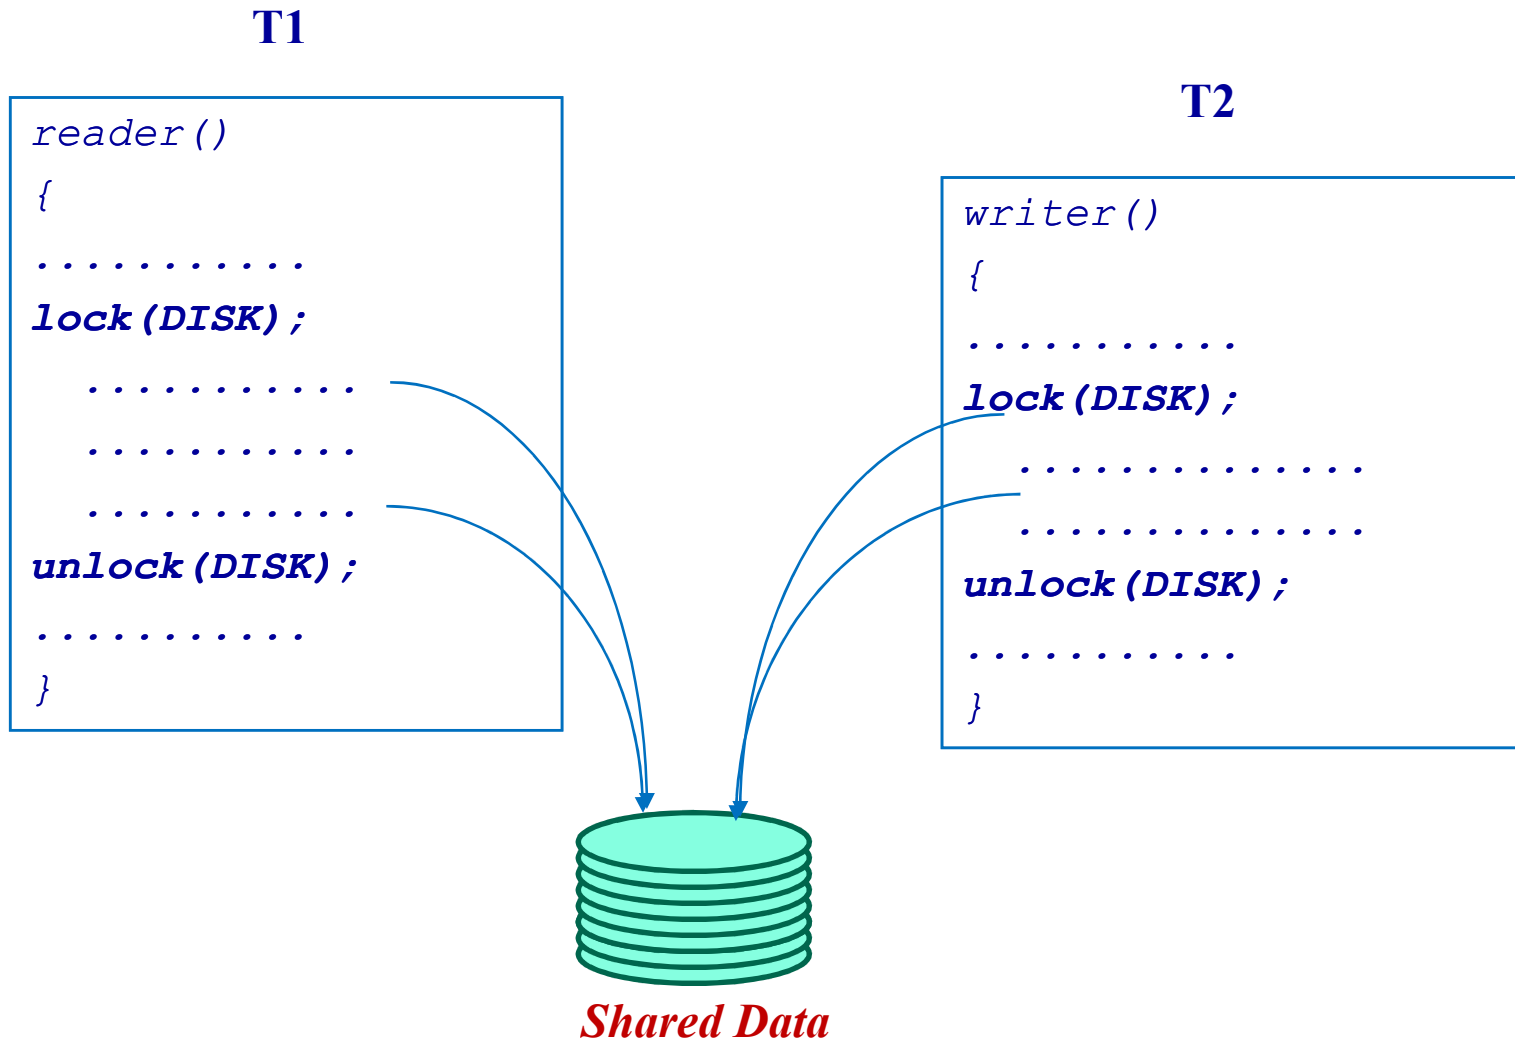 T1
reader()
{
...........
lock(DISK);
...........
...........
...........
unlock(DISK);
...........
}
T2
writer()
{
...........
lock(DISK);
..............
..............
unlock(DISK);
...........
}
Shared Data